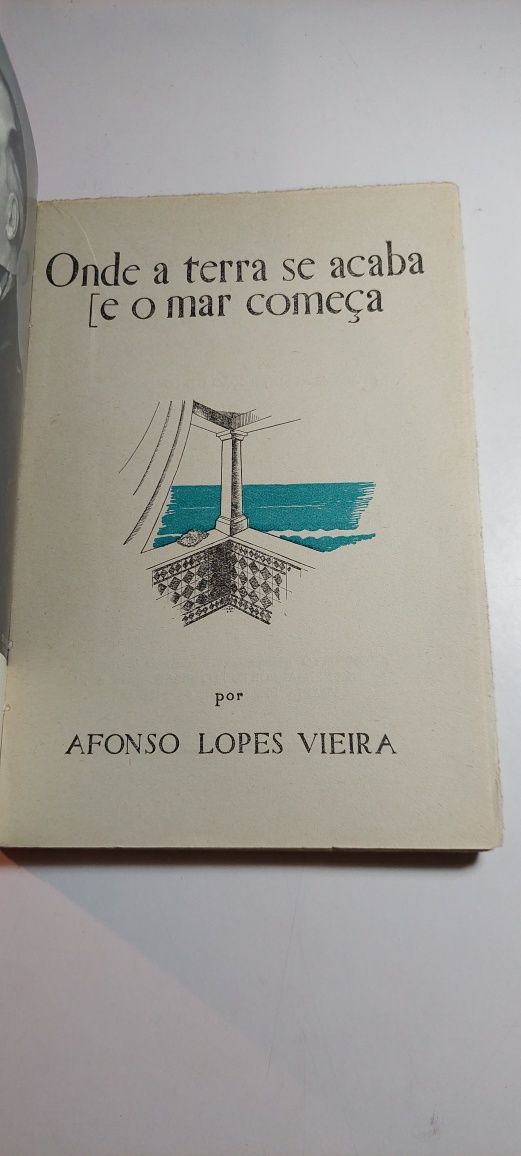 Onde a terra se acaba
[e o mar começa
por
AFONSO LOPES VIEIRA